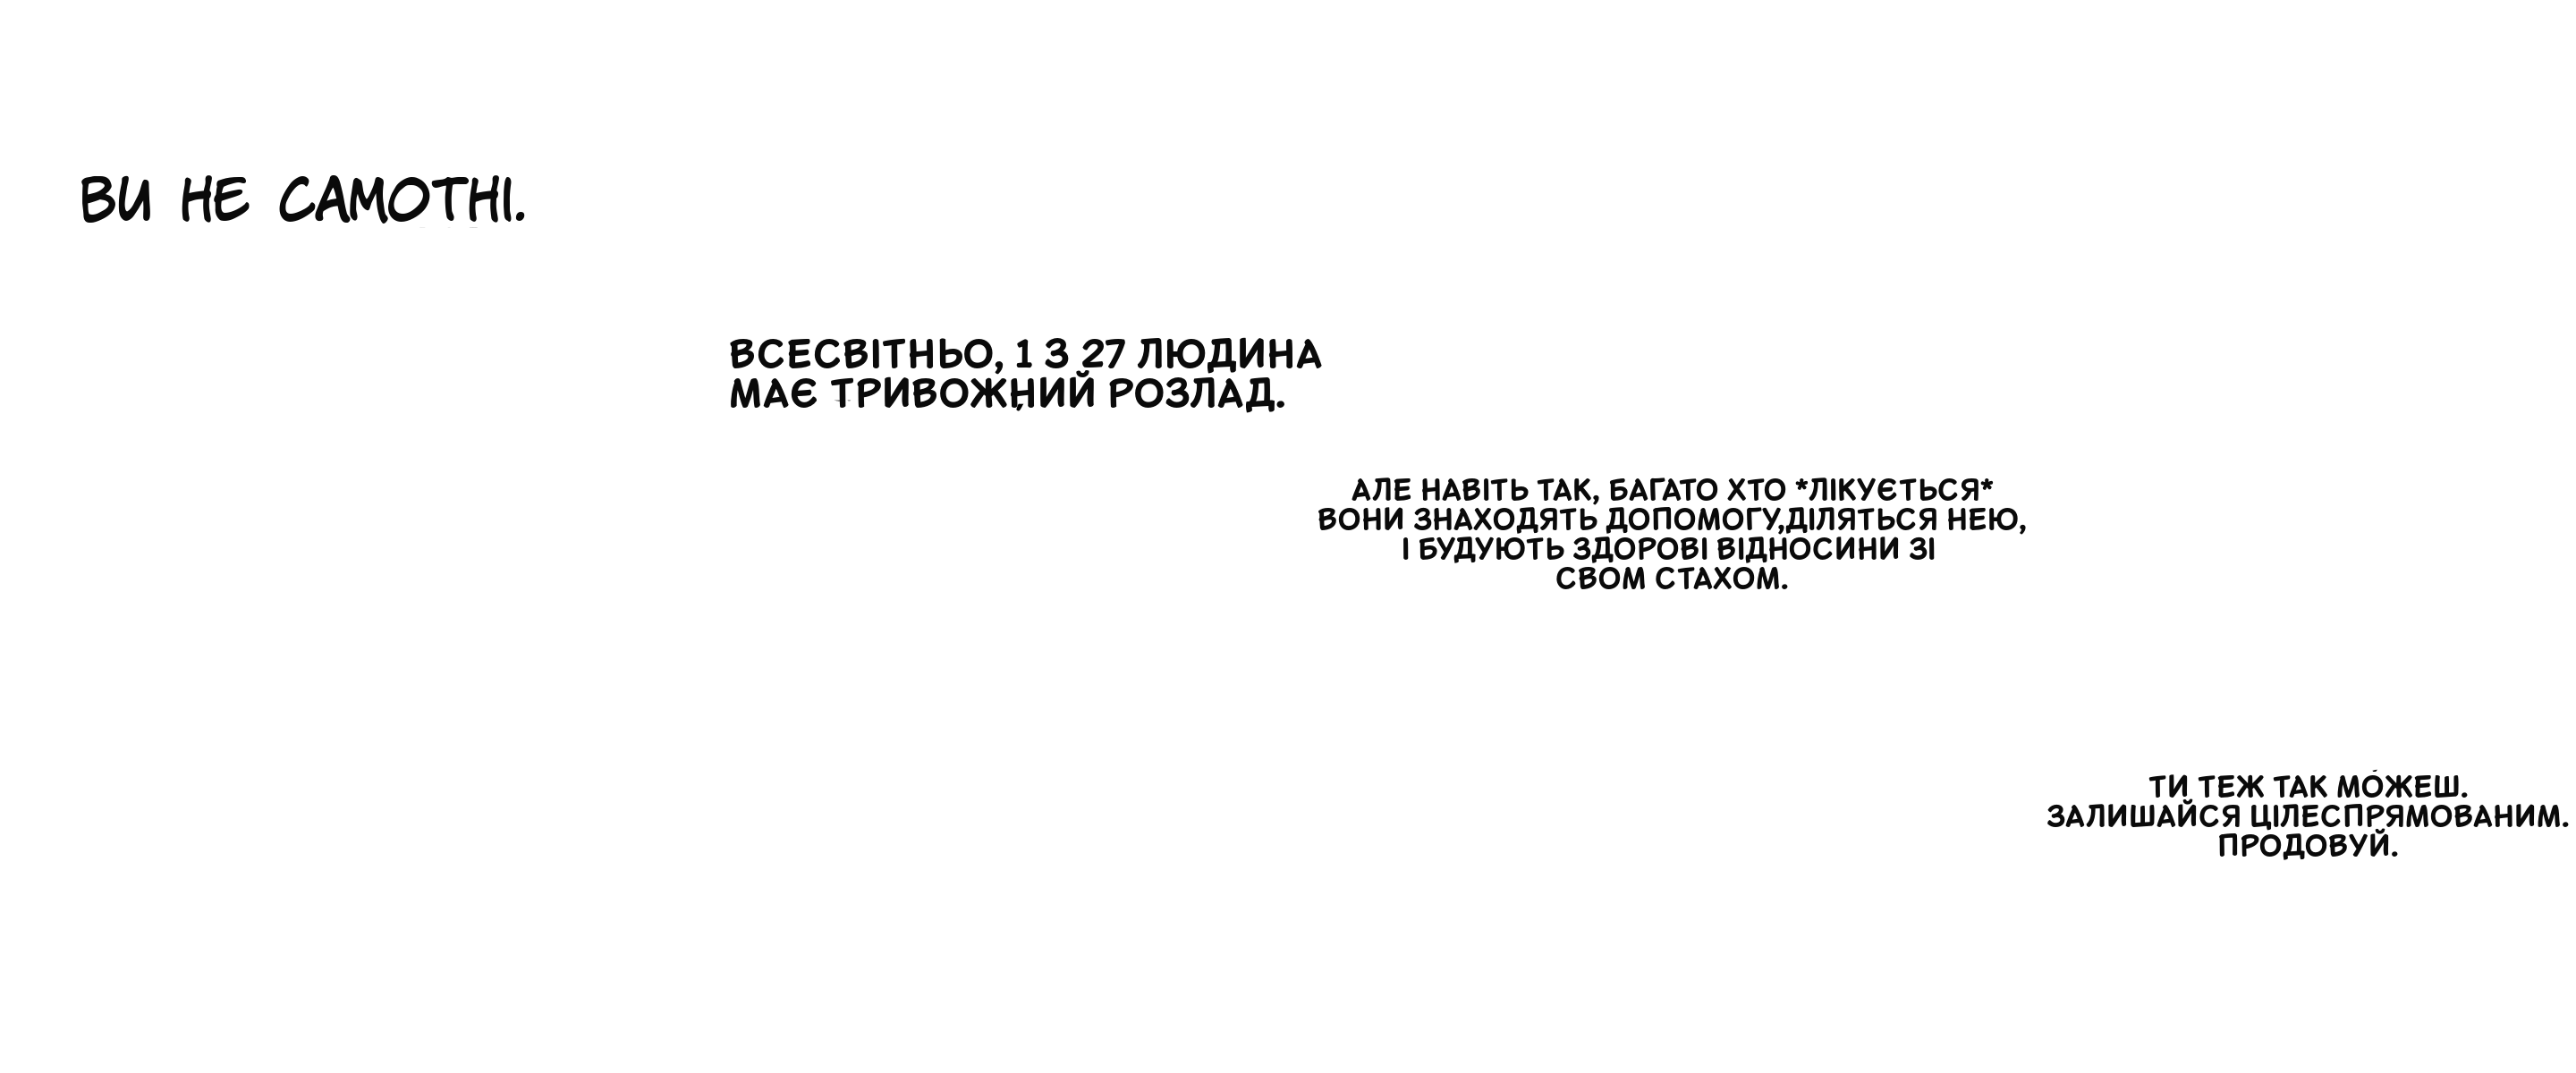 ВИ НЕ САМОТНІ.
ВСЕСВІТНЬО, 1 З 27 ЛЮДИНА
МАЄ ТРИВОЖНИЙ РОЗЛАД.
АЛЕ НАВІТЬ ТАК, БАГАТО ХТО *ЛІКУЄТЬСЯ*
ВОНИ ЗНАХОДЯТЬ ДОПОМОГУ,ДІЛЯТЬСЯ НЕЮ,
І БУДУЮТЬ ЗДОРОВІ ВІДНОСИНИ ЗІ
СВОМ СТАХОМ.
ТИ ТЕЖ ТАК МОЖЕШ.
ЗАЛИШАЙСЯ ЦІЛЕСПРЯМОВАНИМ.
ПРОДОВУЙ.